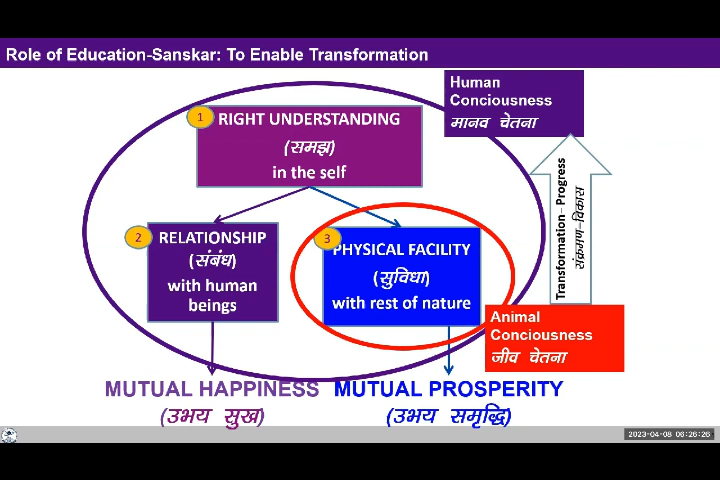 Role of Education-Sanskar: To Enable Transformation
Human
Conciousness
मानव चेतना
1
RIGHT UNDERSTANDING
(समझ)
in the self
Transformation – Progress
संक्रमण-विकास
2
RELATIONSHIP
(संबंध)
with human
beings
3
PHYSICAL FACILITY
(सुविधा)
with rest of nature
Animal
Conciousness
जीव चेतना
MUTUAL HAPPINESS
(उभय सुख)
MUTUAL PROSPERITY
(उभय समृद्धि)
2023-04-08 06:26:26